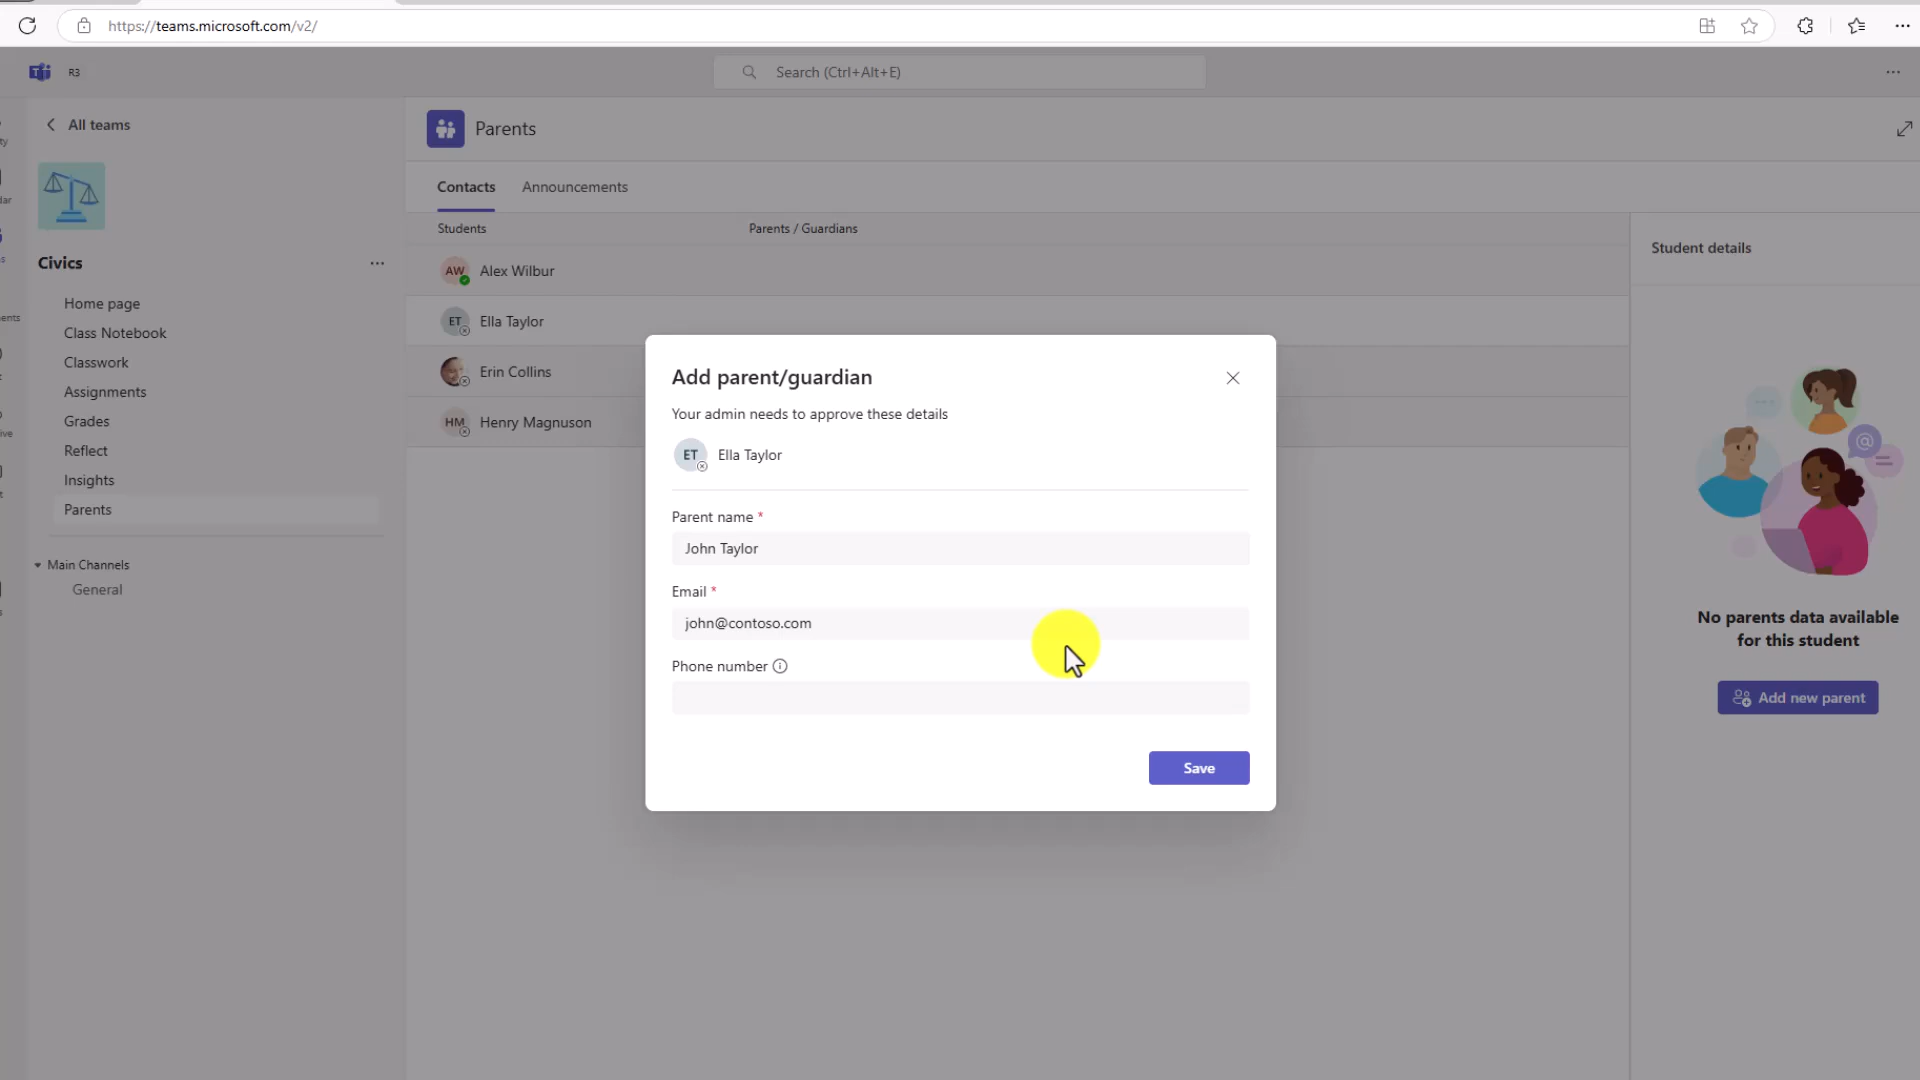 https://teams.microsoft.com/v2/
R3
Search (Ctrl+Alt+E)
All teams
Parents
Contacts
Announcements
Students
Parents / Guardians
Student details
Civics
Home page
Class Notebook
Classwork
Assignments
Grades
Reflect
Insights
Parents
Main Channels
General
AW
Alex Wilbur
ET
Ella Taylor
Erin Collins
HM
Henry Magnuson
Add parent/guardian
Your admin needs to approve these details
ET
Ella Taylor
Parent name *
John Taylor
Email *
john@contoso.com
Phone number
Save
No parents data available
for this student
Add new parent